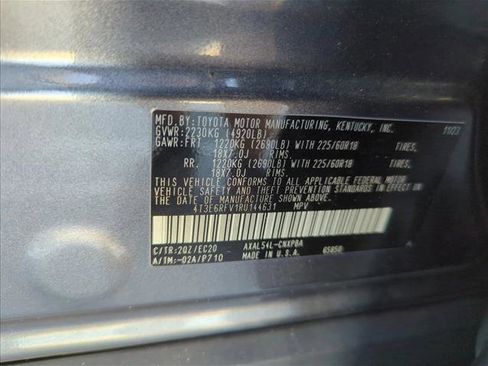 MFD.BY:TOYOTA MOTOR MANUFACTURING, KENTUCKY, INC. 11/23
GVWR:2230KG (4920LB)
GAWR:FRT 1220KG (2690LB) WITH 225/60R18 TIRES,
18X7.0J RIMS,
RR. 1220KG (2690LB) WITH 225/60R18 TIRES,
18X7.0J RIMS,
THIS VEHICLE CONFORMS TO ALL APPLICABLE FEDERAL MOTOR
VEHICLE SAFETY AND THEFT PREVENTION STANDARDS IN EFFECT ON
THE DATE OF MANUFACTURE SHOWN ABOVE.
4T3E6RFV1RU144631 MPV
C/TR:2QZ/EC20 AXAL54L-CNXPBA
A/TM:-02A/P710 MADE IN U.S.A.